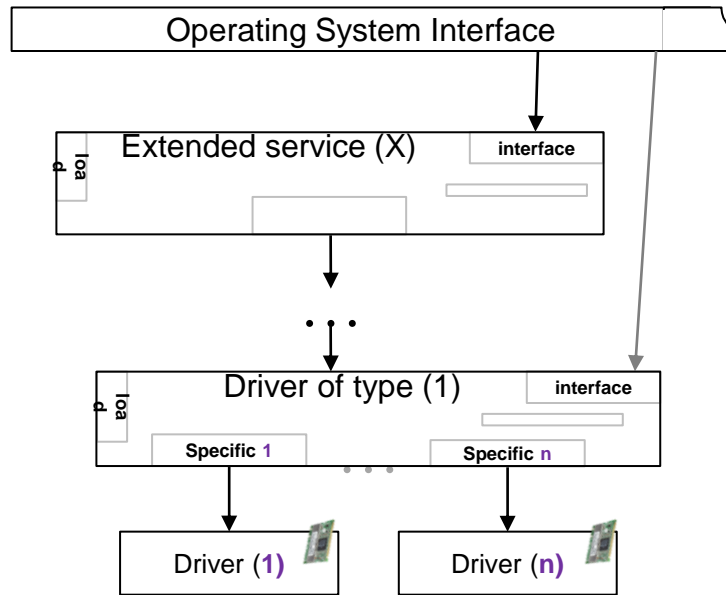 Operating System Interface
Extended service (X)
interface
loa
d
• • •
Driver of type (1)
interface
loa
d
Specific 1
• • •
Specific n
Driver (1)
Driver (n)